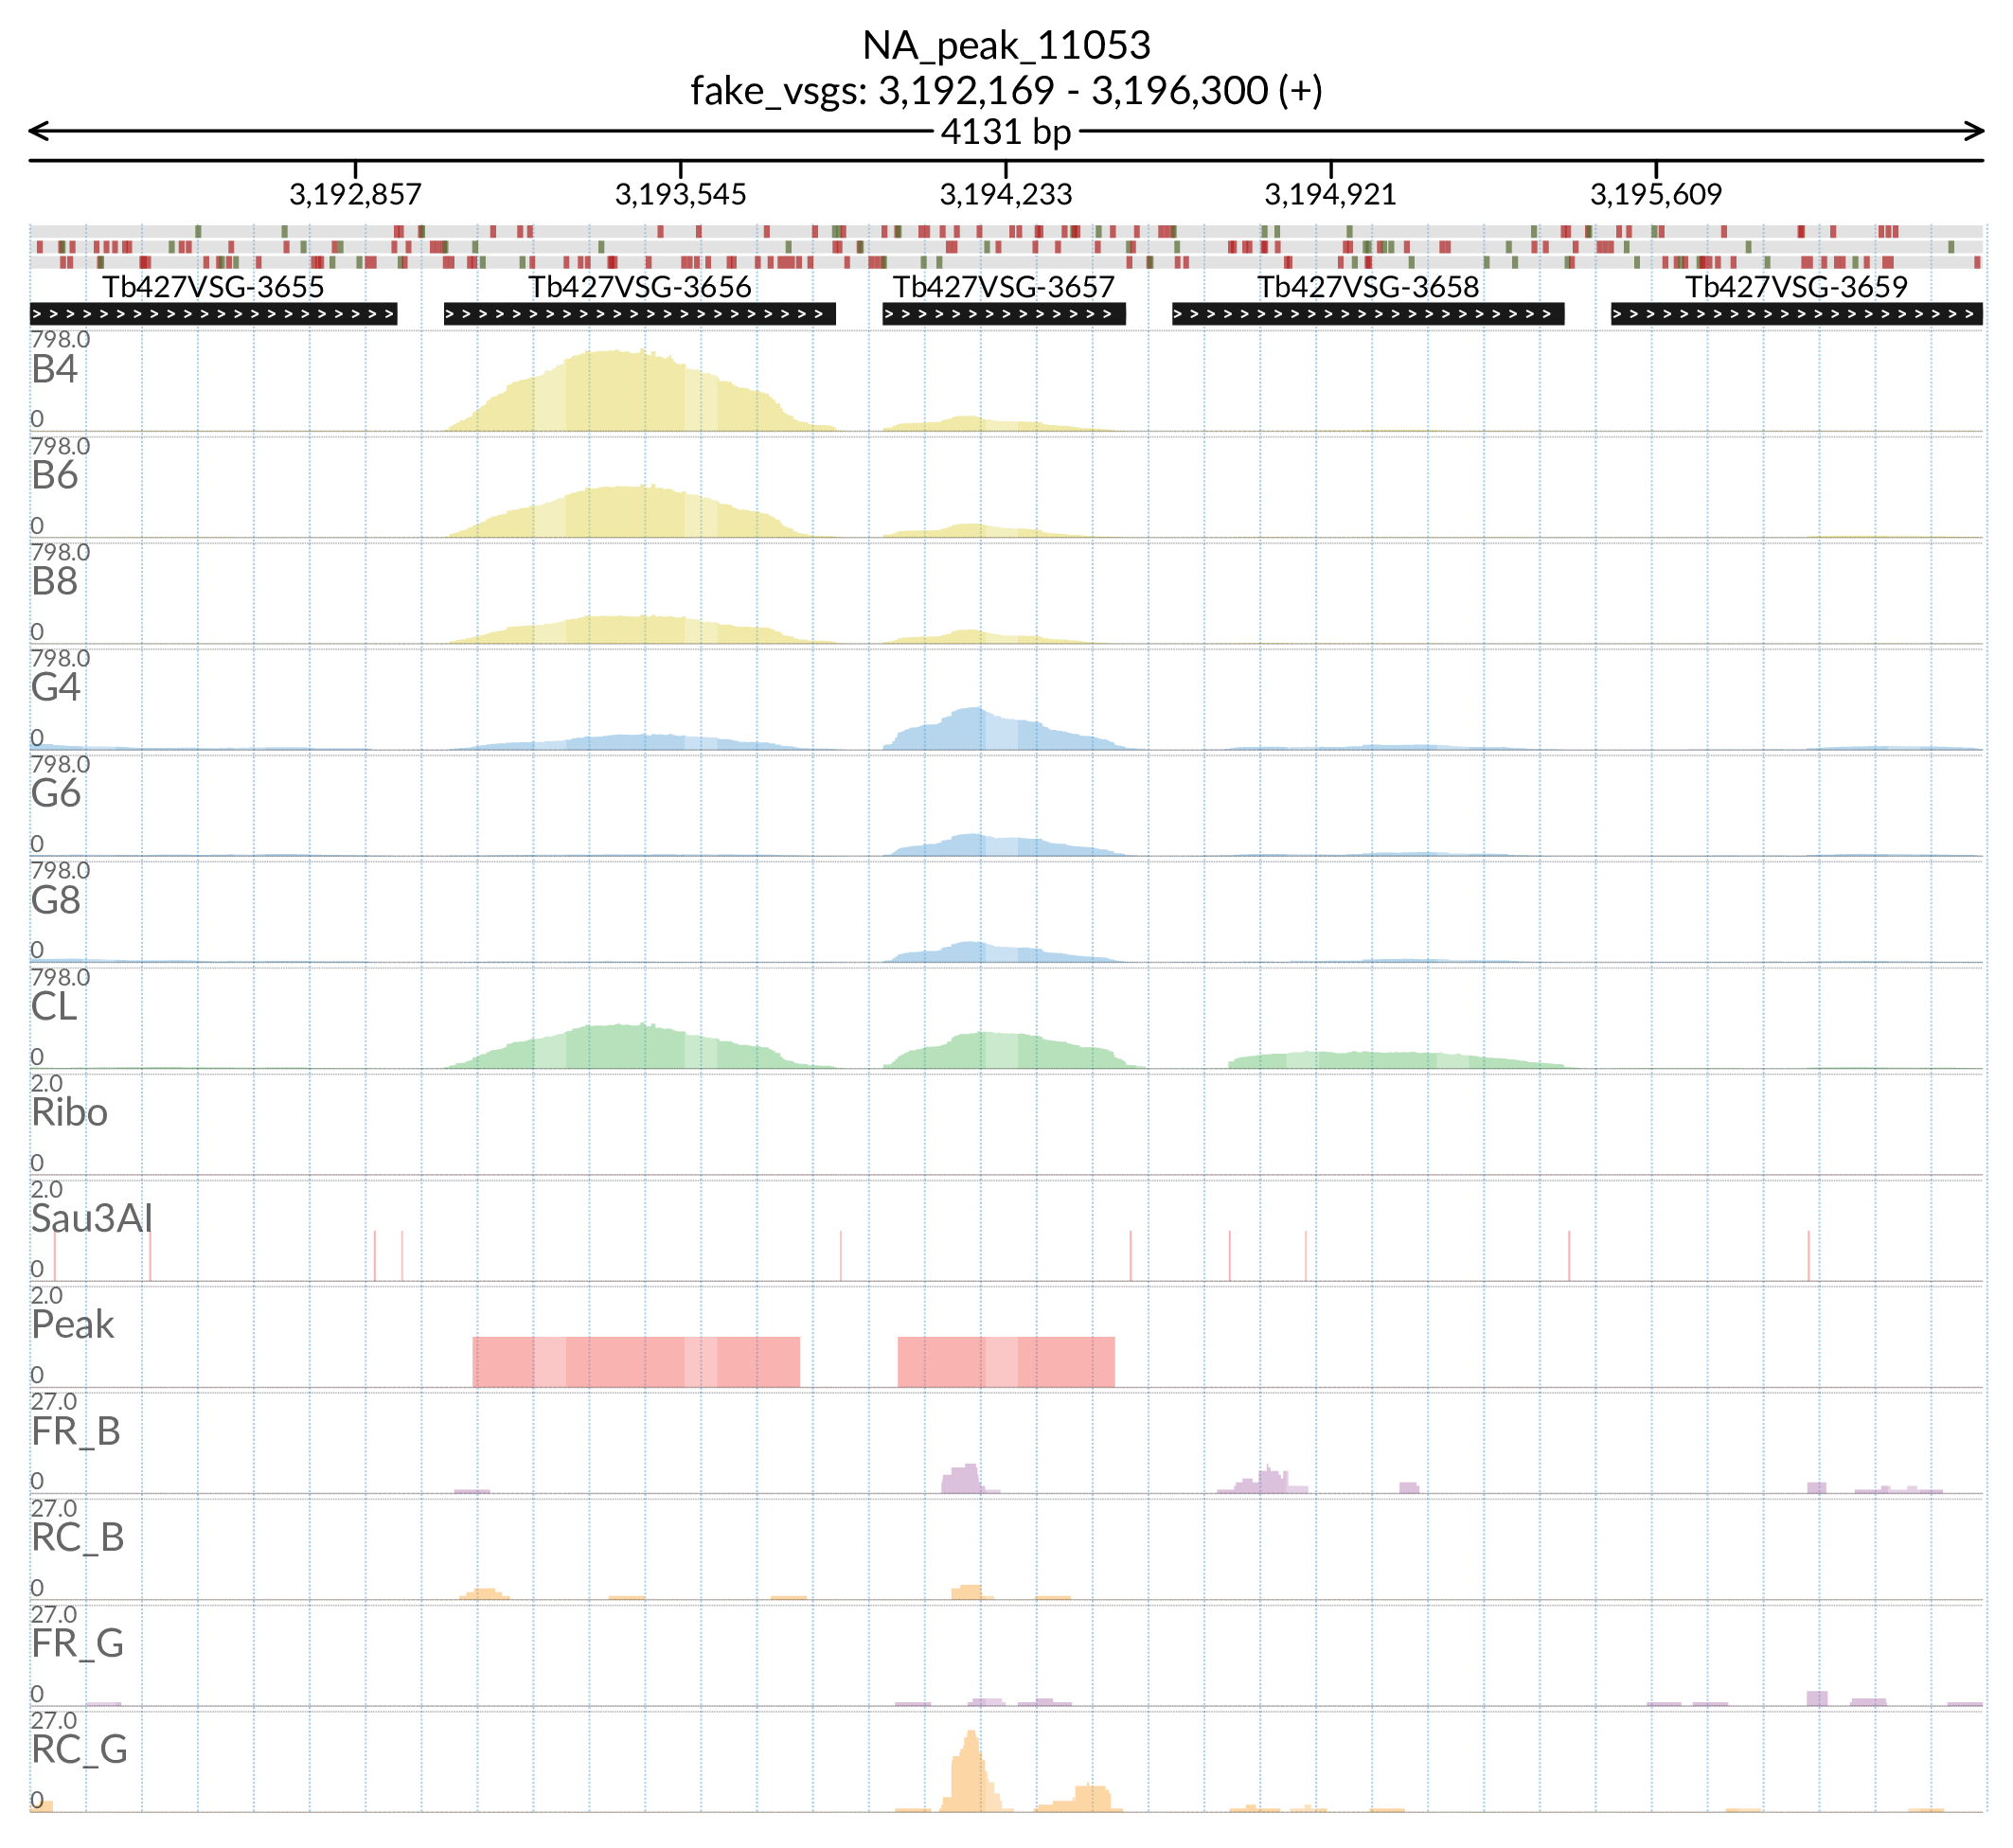 NA_peak_11053
fake_vsgs: 3,192,169 - 3,196,300 (+)
4131 bp
3,192,857 3,193,545 3,194,233 3,194,921 3,195,609
Tb427VSG-3655 Tb427VSG-3656 Tb427VSG-3657 Tb427VSG-3658 Tb427VSG-3659
798.0
B4
0
798.0
B6
0
798.0
B8
0
798.0
G4
0
798.0
G6
0
798.0
G8
0
798.0
CL
0
2.0
Ribo
0
2.0
Sau3AI
0
2.0
Peak
0
27.0
FR_B
0
27.0
RC_B
0
27.0
FR_G
0
27.0
RC_G
0